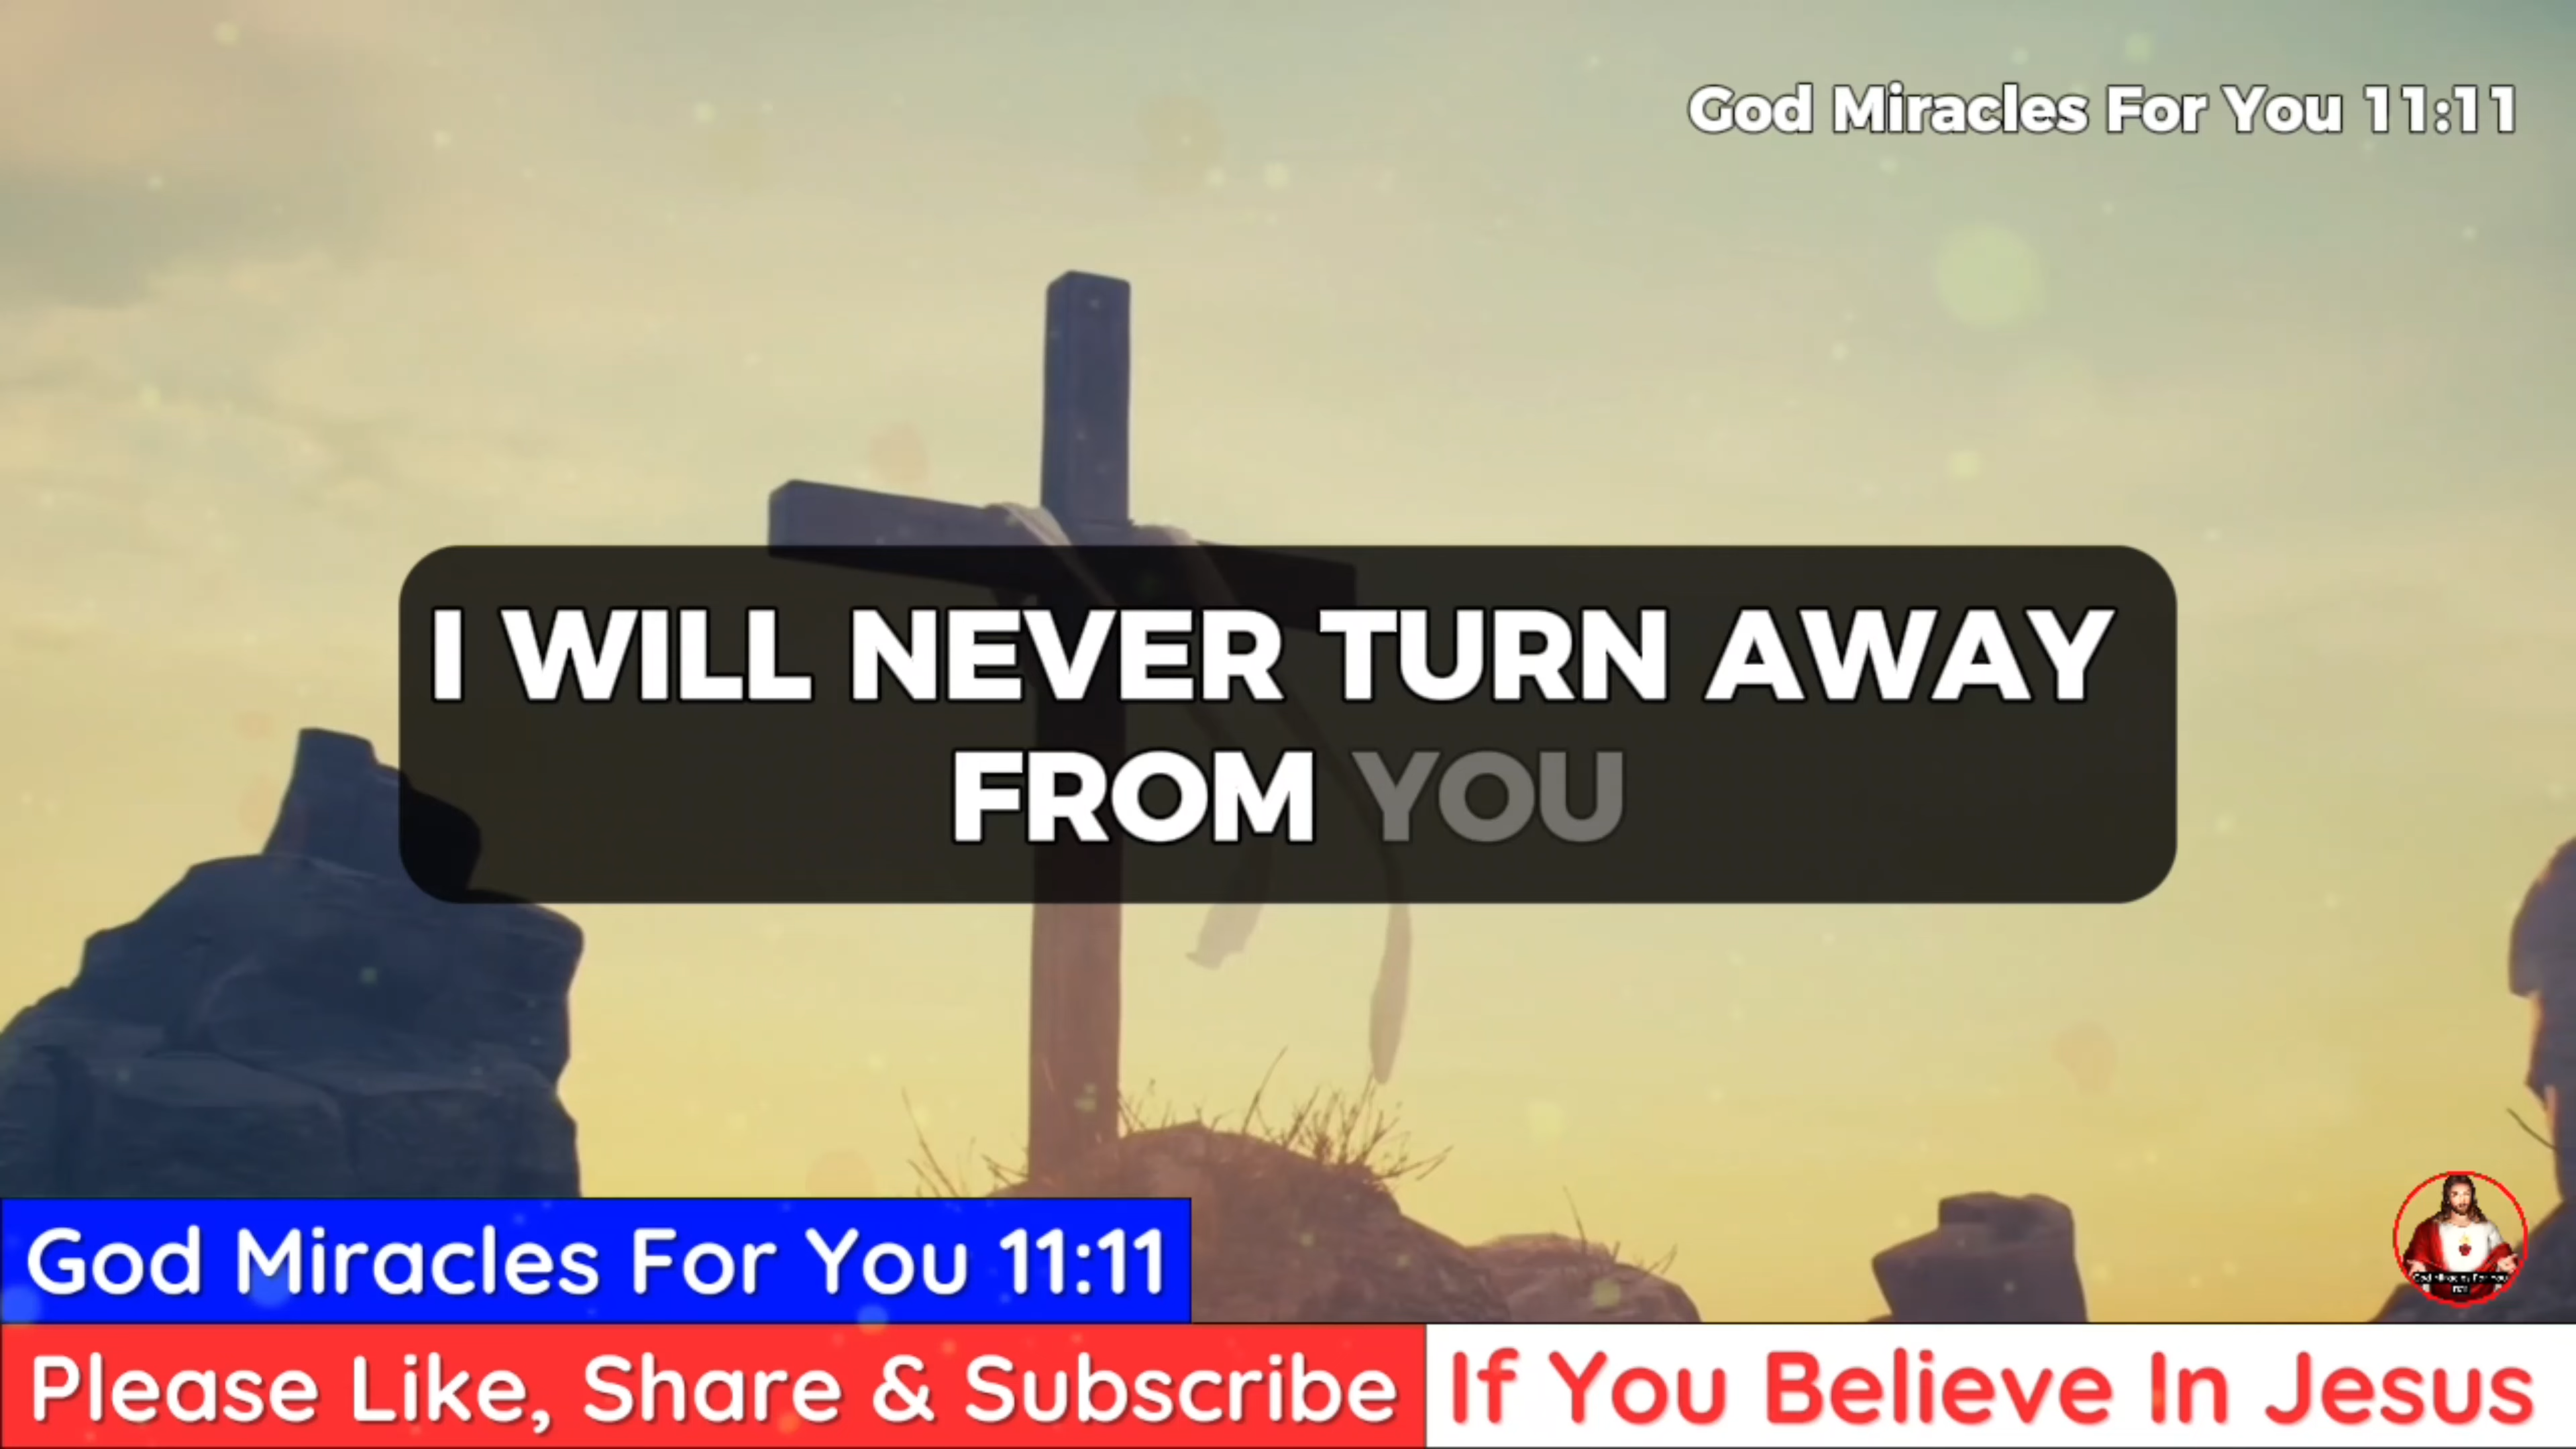 God Miracles For You 11:11
I WILL NEVER TURN AWAY
FROM YOU
God Miracles For You 11:11
Please Like, Share & Subscribe
If You Believe In Jesus